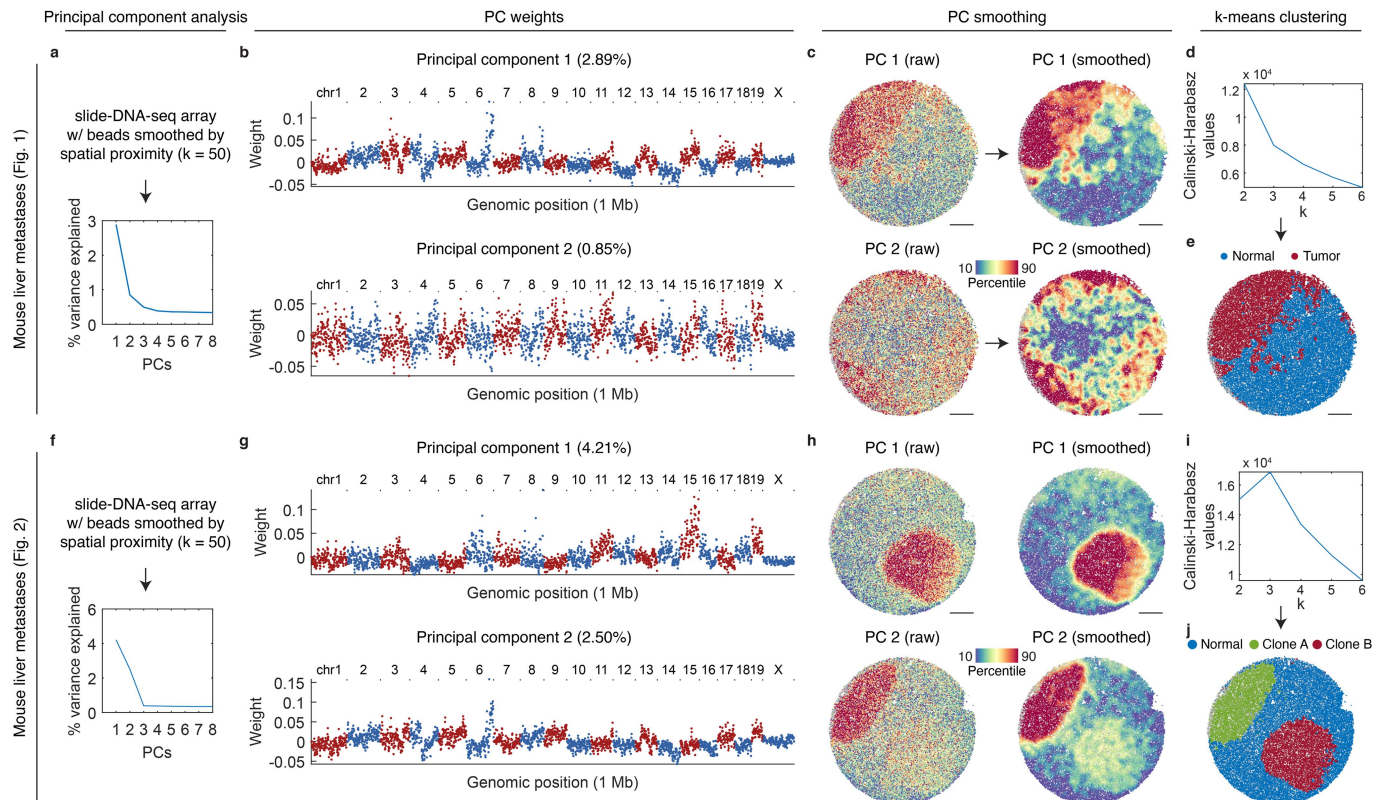 Principal component analysis
PC weights
PC smoothing
k-means clustering
Mouse liver metastases (Fig. 1)
a
slide-DNA-seq array
w/ beads smoothed by
spatial proximity (k = 50)
% variance explained
3
2
1
0
1 2 3 4 5 6 7 8
PCs
b
Principal component 1 (2.89%)
chr1 2 3 4 5 6 7 8 9 10 11 12 13 14 15 16 17 18 19 X
Weight
0.1
0.05
0
-0.05
Genomic position (1 Mb)
Principal component 2 (0.85%)
chr1 2 3 4 5 6 7 8 9 10 11 12 13 14 15 16 17 18 19 X
Weight
0.05
0
-0.05
Genomic position (1 Mb)
c
PC 1 (raw)
PC 1 (smoothed)
PC 2 (raw)
PC 2 (smoothed)
10 90
Percentile
d
x 10⁴
Calinski-Harabasz
values
1.2
1
0.8
0.6
2 3 4 5 6
k
e
Normal Tumor
Mouse liver metastases (Fig. 2)
f
slide-DNA-seq array
w/ beads smoothed by
spatial proximity (k = 50)
% variance explained
6
4
2
0
1 2 3 4 5 6 7 8
PCs
g
Principal component 1 (4.21%)
chr1 2 3 4 5 6 7 8 9 10 11 12 13 14 15 16 17 18 19 X
Weight
0.1
0.05
0
Genomic position (1 Mb)
Principal component 2 (2.50%)
chr1 2 3 4 5 6 7 8 9 10 11 12 13 14 15 16 17 18 19 X
Weight
0.15
0.1
0.05
0
-0.05
Genomic position (1 Mb)
h
PC 1 (raw)
PC 1 (smoothed)
PC 2 (raw)
PC 2 (smoothed)
10 90
Percentile
i
x 10⁴
Calinski-Harabasz
values
1.6
1.4
1.2
1
2 3 4 5 6
k
j
Normal Clone A Clone B